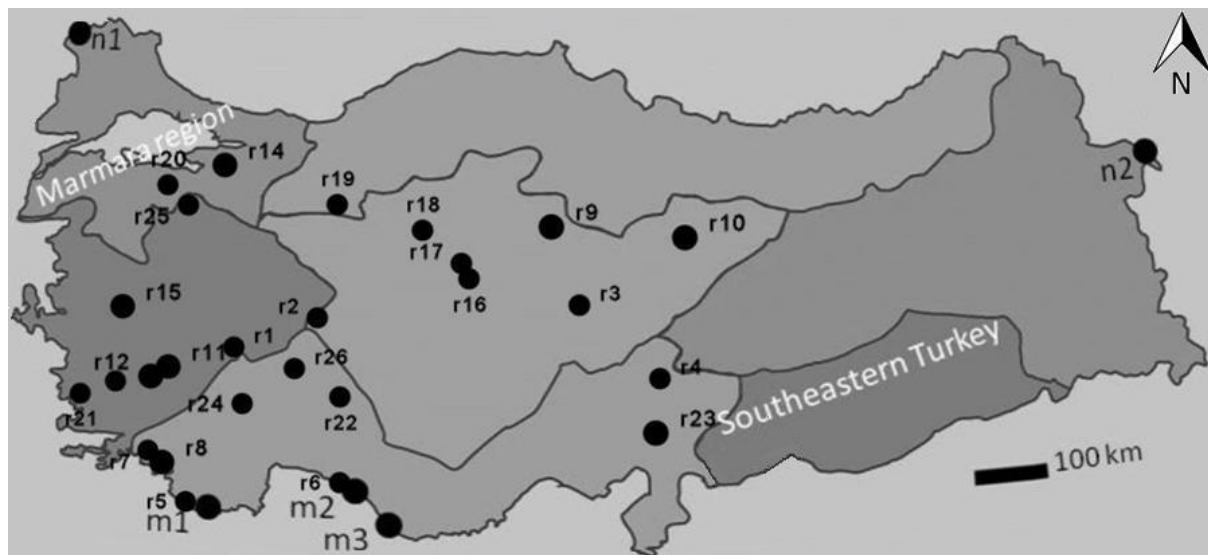 n1
N
Marmara region
r14
r20
n2
r19
r25
r18
r9
r10
r17
r16
r15
r3
r2
r1
r12
r11
r26
r4
Southeastern Turkey
r21
r24
r22
r23
r7
r8
100 km
r6
r5
m1
m2
m3